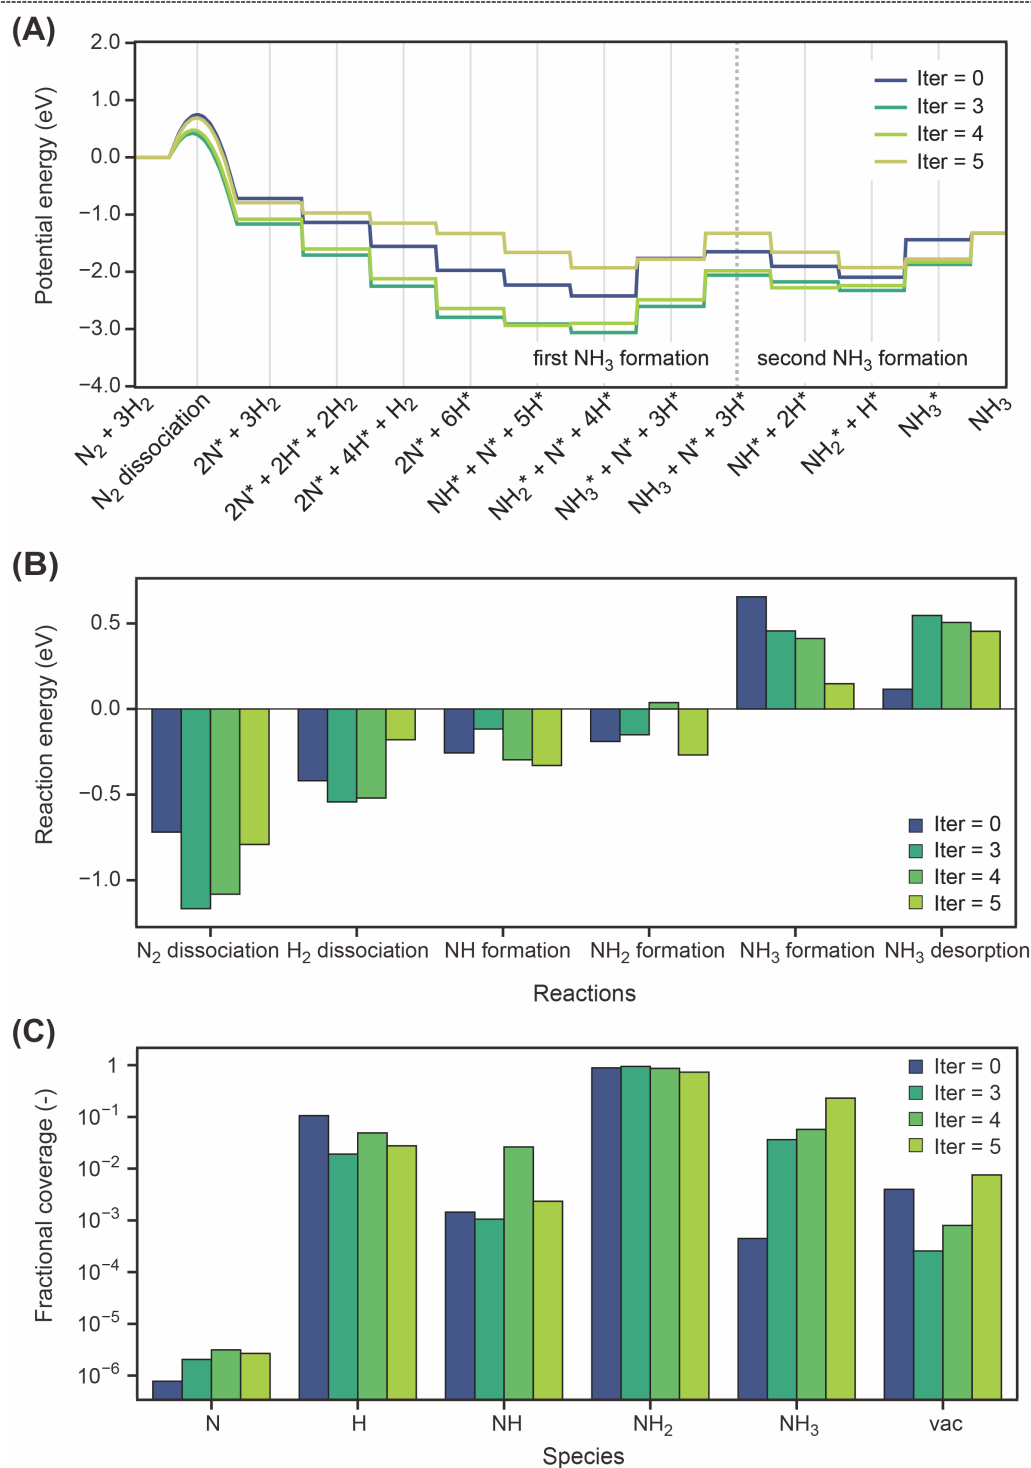 (A)
2.0
1.0
0.0
−1.0
−2.0
−3.0
−4.0
Potential energy (eV)
Iter = 0
Iter = 3
Iter = 4
Iter = 5
first NH3 formation
second NH3 formation
N2 + 3H2
N2 dissociation
2N* + 3H2
2N* + 2H* + 2H2
2N* + 4H* + H2
2N* + 6H*
NH* + N* + 5H*
NH2* + N* + 4H*
NH3* + N* + 3H*
NH3 + N* + 3H*
NH* + 2H*
NH2* + H*
NH3*
NH3
(B)
0.5
0.0
−0.5
−1.0
Reaction energy (eV)
Iter = 0
Iter = 3
Iter = 4
Iter = 5
N2 dissociation
H2 dissociation
NH formation
NH2 formation
NH3 formation
NH3 desorption
Reactions
(C)
1
10−1
10−2
10−3
10−4
10−5
10−6
Fractional coverage (-)
Iter = 0
Iter = 3
Iter = 4
Iter = 5
N
H
NH
NH2
NH3
vac
Species